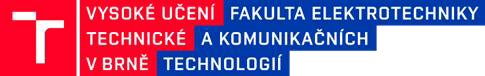 VYSOKÉ UČENÍ FAKULTA ELEKTROTECHNIKY
TECHNICKÉ A KOMUNIKAČNÍCH
V BRNĚ TECHNOLOGIÍ